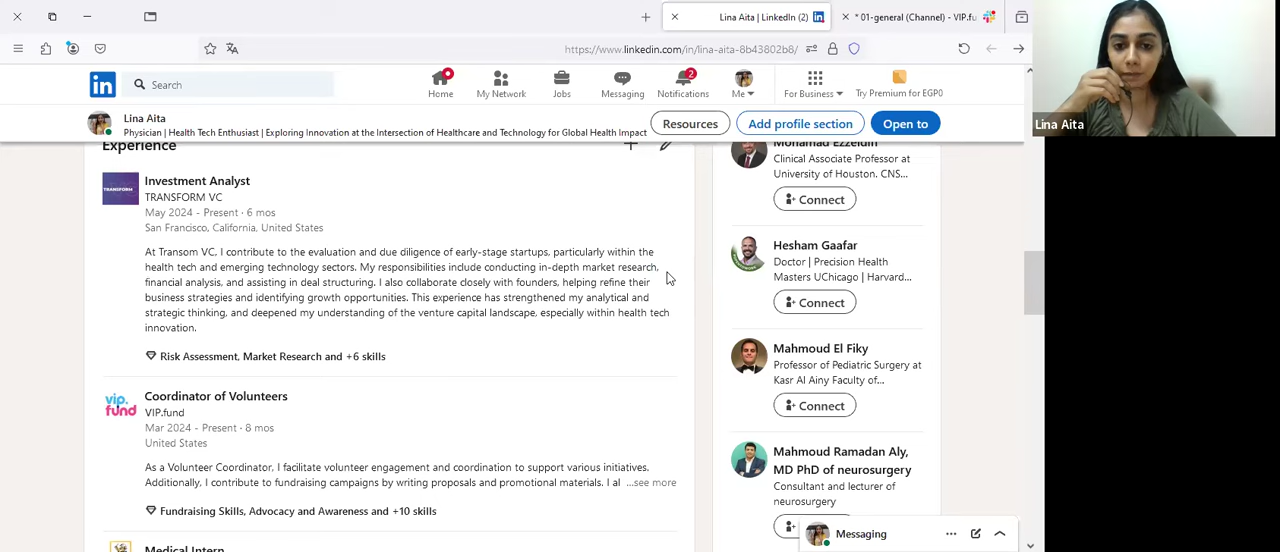 Lina Aita | LinkedIn (2)
* 01-general (Channel) - VIP.fu
https://www.linkedin.com/in/lina-aita-8b43802b8/
Search
Home
My Network
Jobs
Messaging
2
Notifications
Me
For Business
Try Premium for EGP0
Lina Aita
Physician | Health Tech Enthusiast | Exploring Innovation at the Intersection of Healthcare and Technology for Global Health Impact
Resources
Add profile section
Open to
Lina Aita
Experience
TRANSFORM
Investment Analyst
TRANSFORM VC
May 2024 - Present · 6 mos
San Francisco, California, United States
At Transom VC, I contribute to the evaluation and due diligence of early-stage startups, particularly within the
health tech and emerging technology sectors. My responsibilities include conducting in-depth market research,
financial analysis, and assisting in deal structuring. I also collaborate closely with founders, helping refine their
business strategies and identifying growth opportunities. This experience has strengthened my analytical and
strategic thinking, and deepened my understanding of the venture capital landscape, especially within health tech
innovation.
Risk Assessment, Market Research and +6 skills
vip.
fund
Coordinator of Volunteers
VIP.fund
Mar 2024 - Present · 8 mos
United States
As a Volunteer Coordinator, I facilitate volunteer engagement and coordination to support various initiatives.
Additionally, I contribute to fundraising campaigns by writing proposals and promotional materials. I al ...see more
Fundraising Skills, Advocacy and Awareness and +10 skills
Medical Intern
Mohamad Ezzeldin
Clinical Associate Professor at
University of Houston. CNS...
Connect
Hesham Gaafar
Doctor | Precision Health
Masters UChicago | Harvard...
Connect
Mahmoud El Fiky
Professor of Pediatric Surgery at
Kasr Al Ainy Faculty of...
Connect
Mahmoud Ramadan Aly,
MD PhD of neurosurgery
Consultant and lecturer of
neurosurgery
Messaging